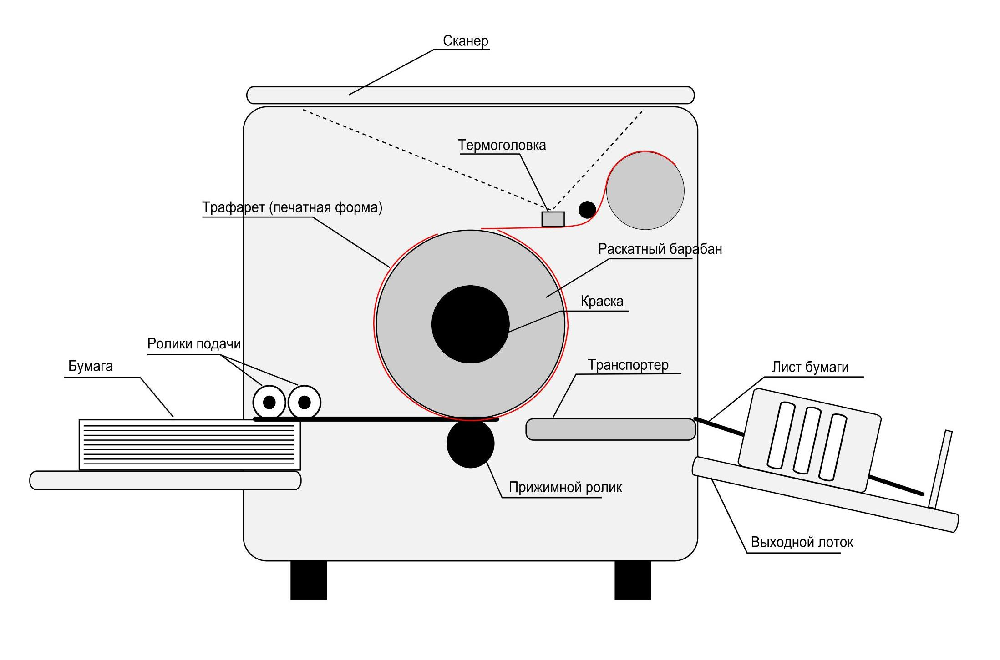 Сканер
Термоголовка
Трафарет (печатная форма)
Раскатный барабан
Краска
Ролики подачи
Бумага
Транспортер
Лист бумаги
Прижимной ролик
Выходной лоток